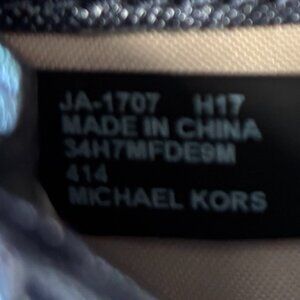 JA-1707 H17
MADE IN CHINA
34H7MFDE9M
414
MICHAEL KORS